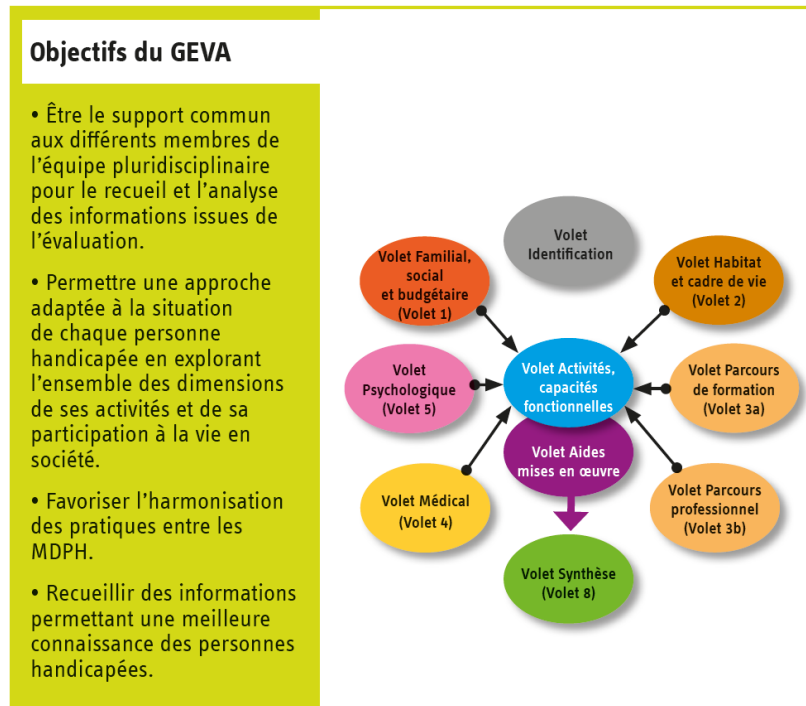 Objectifs du GEVA
• Être le support commun
aux différents membres de
l’équipe pluridisciplinaire
pour le recueil et l’analyse
des informations issues de
l’évaluation.
• Permettre une approche
adaptée à la situation
de chaque personne
handicapée en explorant
l’ensemble des dimensions
de ses activités et de sa
participation à la vie en
société.
• Favoriser l’harmonisation
des pratiques entre les
MDPH.
• Recueillir des informations
permettant une meilleure
connaissance des personnes
handicapées.
Volet
Identification
Volet Familial,
social
et budgétaire
(Volet 1)
Volet Habitat
et cadre de vie
(Volet 2)
Volet
Psychologique
(Volet 5)
Volet Activités,
capacités
fonctionnelles
Volet Parcours
de formation
(Volet 3a)
Volet Aides
mises en œuvre
Volet Médical
(Volet 4)
Volet Parcours
professionnel
(Volet 3b)
Volet Synthèse
(Volet 8)